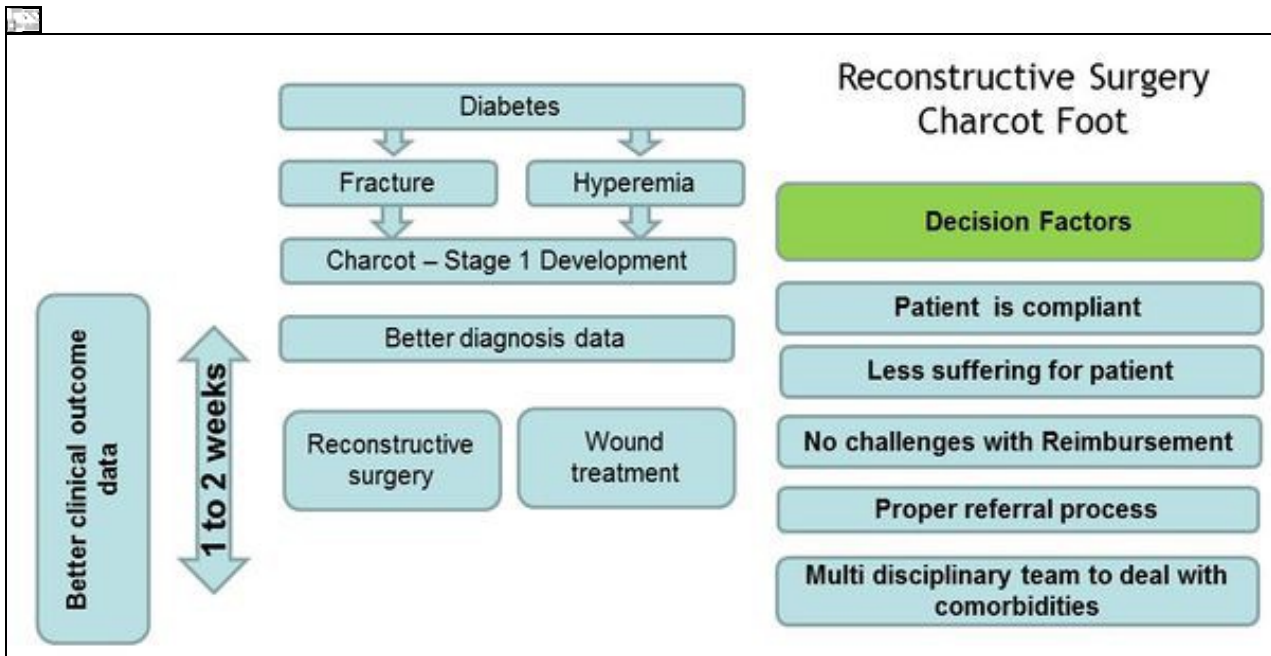 Reconstructive Surgery
Charcot Foot
Diabetes
Fracture
Hyperemia
Charcot – Stage 1 Development
Better diagnosis data
Reconstructive
surgery
Wound
treatment
Better clinical outcome
data
1 to 2 weeks
Decision Factors
Patient is compliant
Less suffering for patient
No challenges with Reimbursement
Proper referral process
Multi disciplinary team to deal with
comorbidities